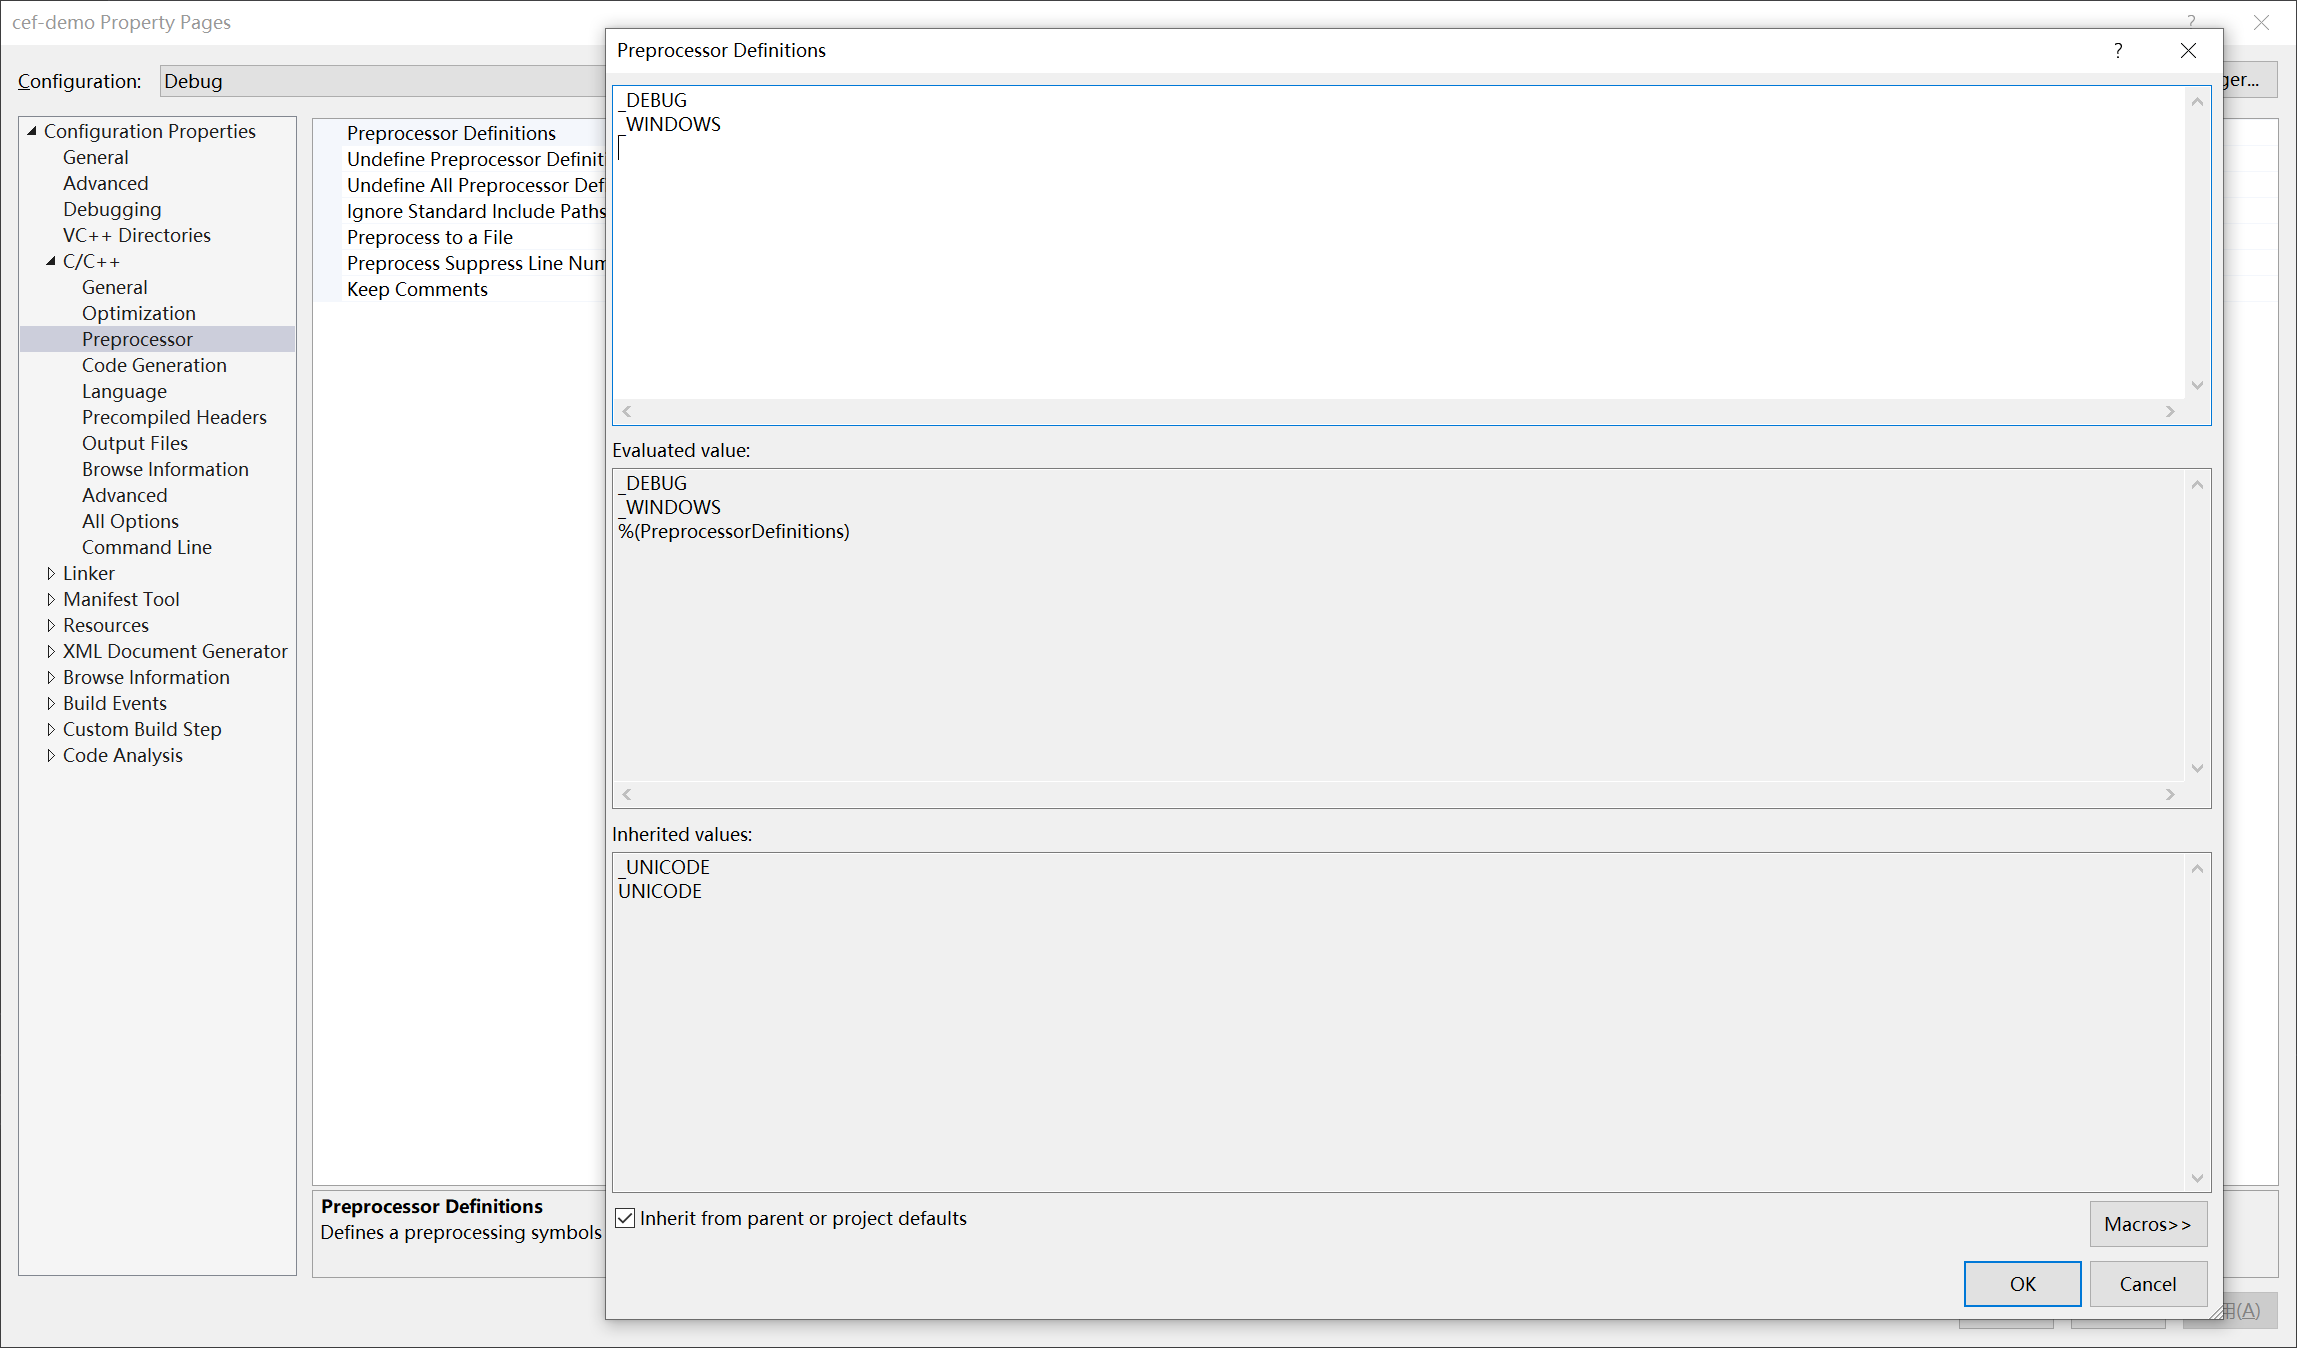 cef-demo Property Pages
Configuration:
Debug
Configuration Properties
General
Advanced
Debugging
VC++ Directories
C/C++
General
Optimization
Preprocessor
Code Generation
Language
Precompiled Headers
Output Files
Browse Information
Advanced
All Options
Command Line
Linker
Manifest Tool
Resources
XML Document Generator
Browse Information
Build Events
Custom Build Step
Code Analysis
Preprocessor Definitions
Undefine Preprocessor Definit
Undefine All Preprocessor Def
Ignore Standard Include Paths
Preprocess to a File
Preprocess Suppress Line Num
Keep Comments
Preprocessor Definitions
Defines a preprocessing symbols
Preprocessor Definitions
?
_DEBUG
_WINDOWS
Evaluated value:
_DEBUG
_WINDOWS
%(PreprocessorDefinitions)
Inherited values:
_UNICODE
UNICODE
Inherit from parent or project defaults
Macros>>
OK
Cancel
?
ger...
用(A)